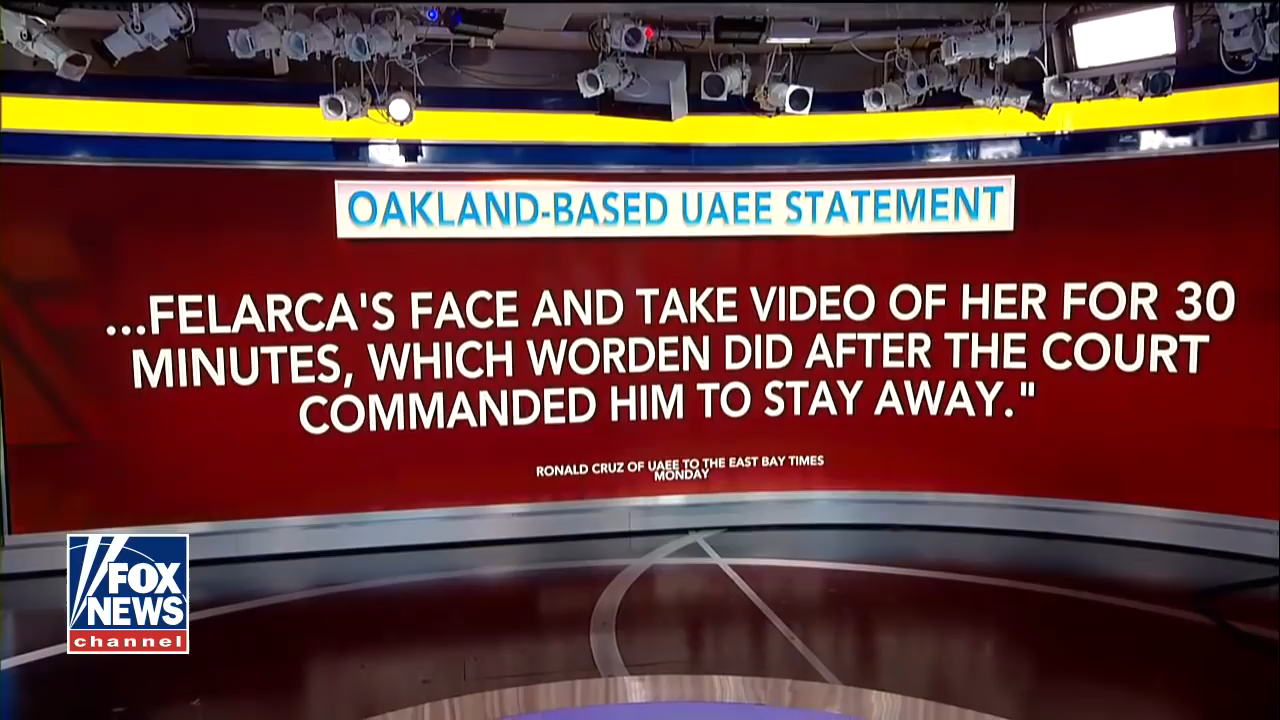 OAKLAND-BASED UAEE STATEMENT
...FELARCA'S FACE AND TAKE VIDEO OF HER FOR 30
MINUTES, WHICH WORDEN DID AFTER THE COURT
COMMANDED HIM TO STAY AWAY."
RONALD CRUZ OF UAEE TO THE EAST BAY TIMES
MONDAY
FOX
NEWS
channel